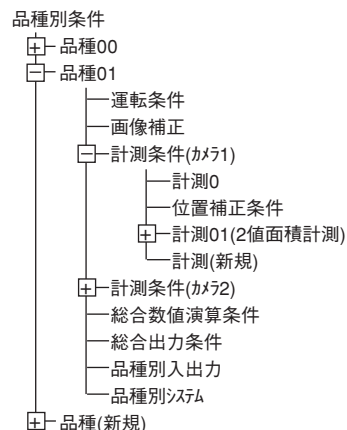 品種別条件
品種00
品種01
運転条件
画像補正
計測条件(ｶﾒﾗ1)
計測0
位置補正条件
計測01(2値面積計測)
計測(新規)
計測条件(ｶﾒﾗ2)
総合数値演算条件
総合出力条件
品種別入出力
品種別ｼｽﾃﾑ
品種(新規)